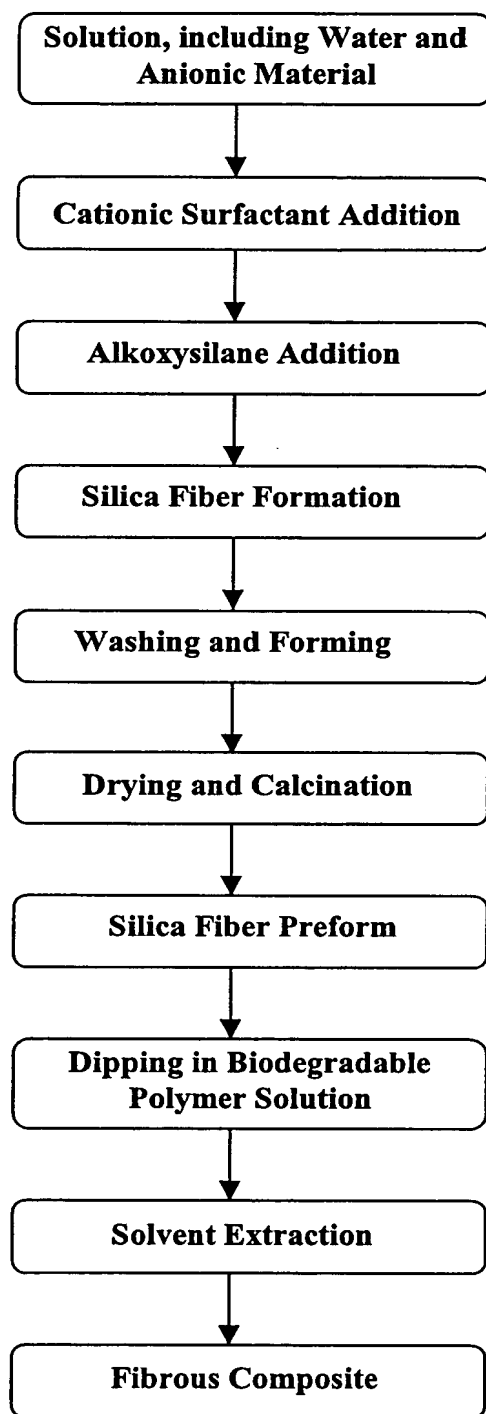 Solution, including Water and
Anionic Material
Cationic Surfactant Addition
Alkoxysilane Addition
Silica Fiber Formation
Washing and Forming
Drying and Calcination
Silica Fiber Preform
Dipping in Biodegradable
Polymer Solution
Solvent Extraction
Fibrous Composite